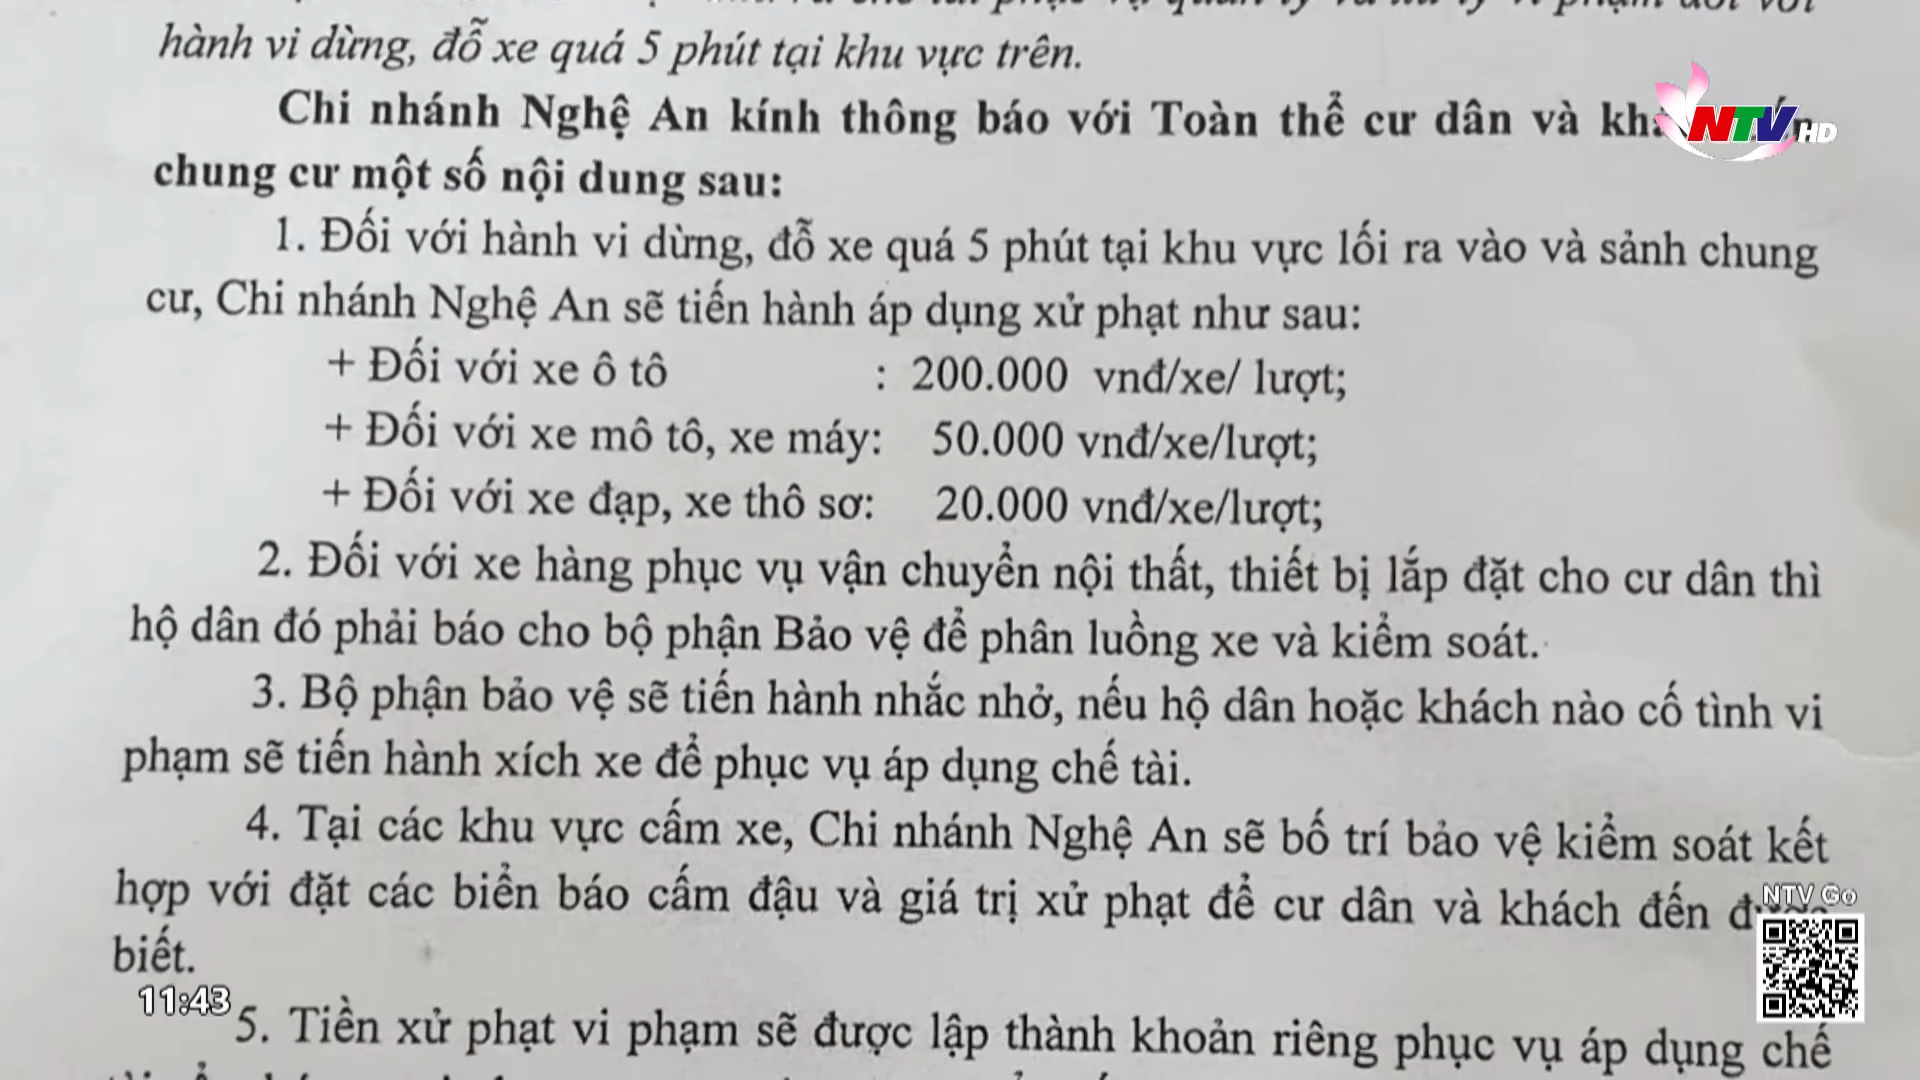 hành vi dừng, đỗ xe quá 5 phút tại khu vực trên.
Chi nhánh Nghệ An kính thông báo với Toàn thể cư dân và
NTV HD
chung cư một số nội dung sau:
1. Đối với hành vi dừng, đỗ xe quá 5 phút tại khu vực lối ra vào và sảnh chung
cư, Chi nhánh Nghệ An sẽ tiến hành áp dụng xử phạt như sau:
+ Đối với xe ô tô : 200.000 vnđ/xe/ lượt;
+ Đối với xe mô tô, xe máy: 50.000 vnđ/xe/lượt;
+ Đối với xe đạp, xe thô sơ: 20.000 vnđ/xe/lượt;
2. Đối với xe hàng phục vụ vận chuyển nội thất, thiết bị lắp đặt cho cư dân thì
hộ dân đó phải báo cho bộ phận Bảo vệ để phân luồng xe và kiểm soát.
3. Bộ phận bảo vệ sẽ tiến hành nhắc nhở, nếu hộ dân hoặc khách nào cố tình vi
phạm sẽ tiến hành xích xe để phục vụ áp dụng chế tài.
4. Tại các khu vực cấm xe, Chi nhánh Nghệ An sẽ bố trí bảo vệ kiểm soát kết
hợp với đặt các biển báo cấm đậu và giá trị xử phạt để cư dân và khách đến
NTV Go
biết.
11:43
5. Tiền xử phạt vi phạm sẽ được lập thành khoản riêng phục vụ áp dụng chế